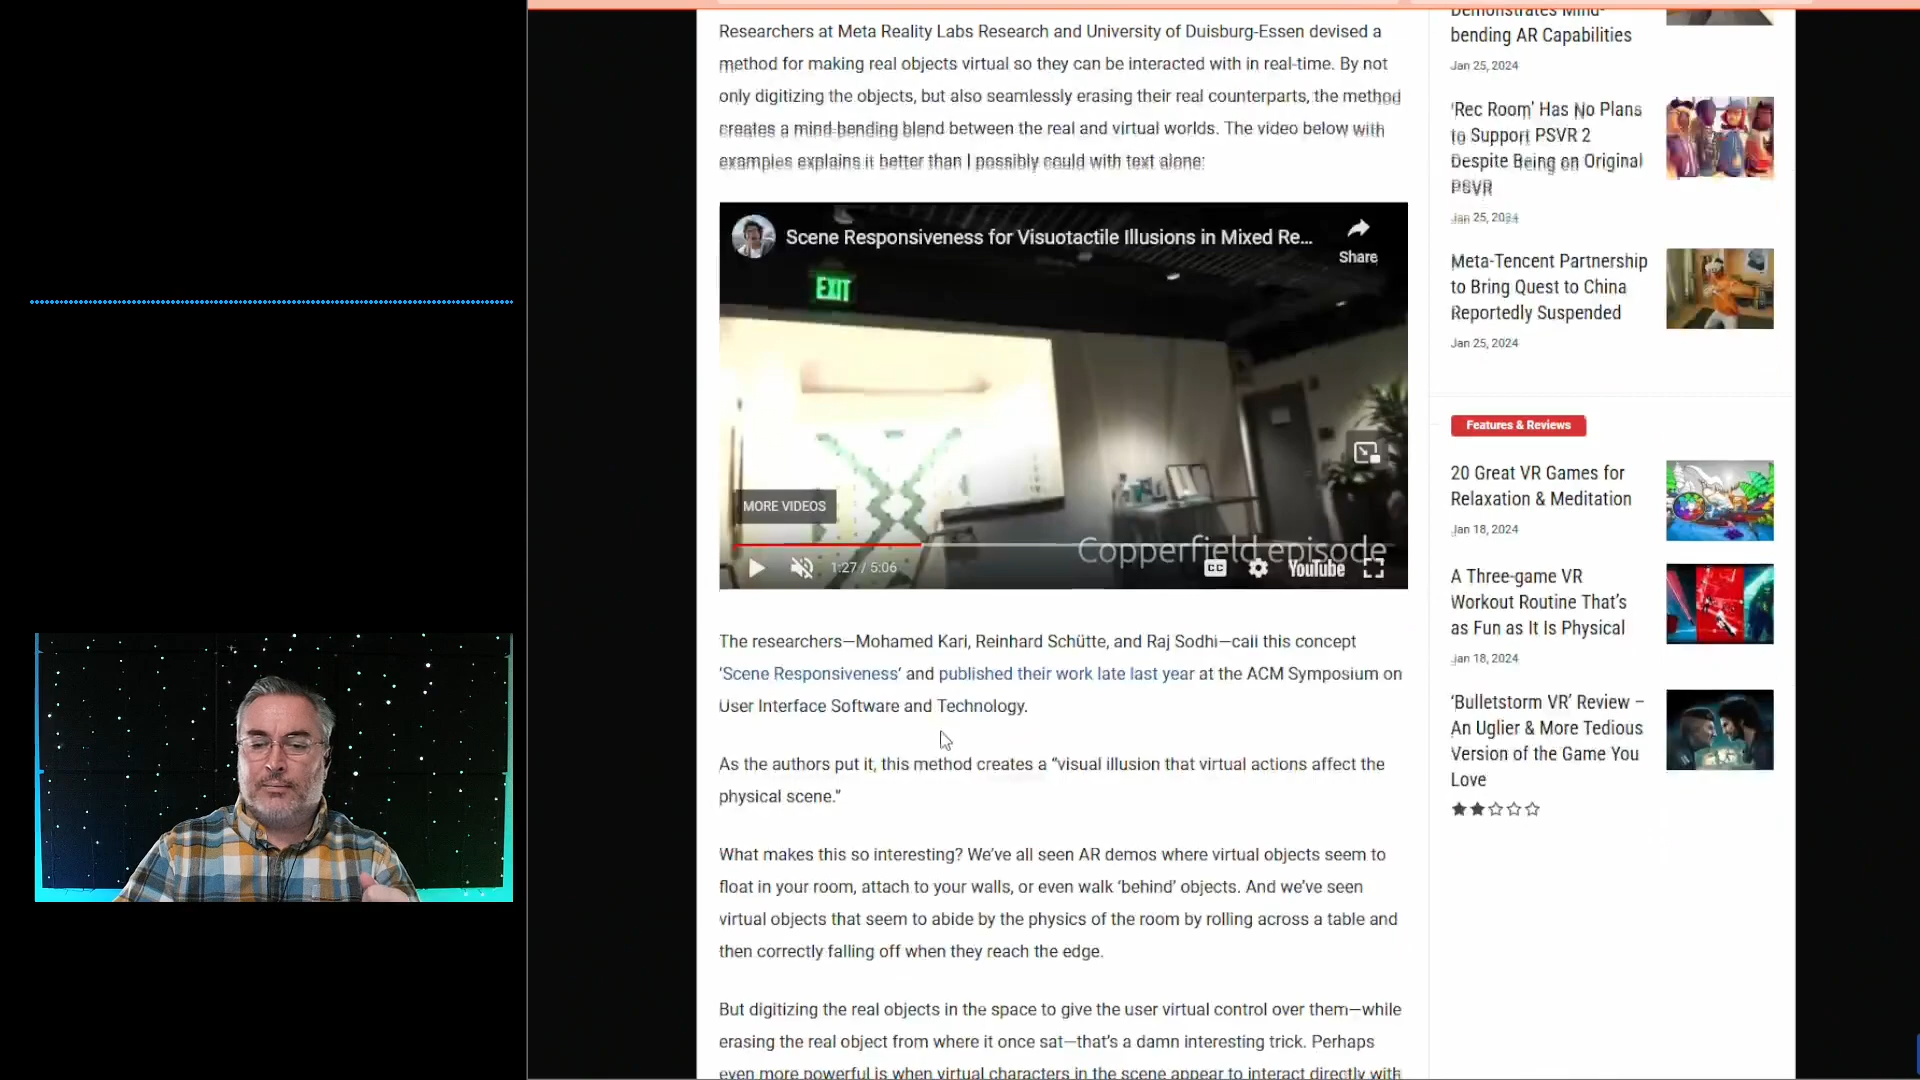 Researchers at Meta Reality Labs Research and University of Duisburg-Essen devised a
method for making real objects virtual so they can be interacted with in real-time. By not
only digitizing the objects, but also seamlessly erasing their real counterparts, the method
creates a mind-bending blend between the real and virtual worlds. The video below with
examples explains it better than I possibly could with text alone:
Scene Responsiveness for Visuotactile Illusions in Mixed Re...
Share
EXIT
MORE VIDEOS
Copperfield episode
1:27 / 5:06
CC
YouTube
The researchers—Mohamed Kari, Reinhard Schütte, and Raj Sodhi—call this concept
‘Scene Responsiveness’ and published their work late last year at the ACM Symposium on
User Interface Software and Technology.
As the authors put it, this method creates a “visual illusion that virtual actions affect the
physical scene.”
What makes this so interesting? We’ve all seen AR demos where virtual objects seem to
float in your room, attach to your walls, or even walk ‘behind’ objects. And we’ve seen
virtual objects that seem to abide by the physics of the room by rolling across a table and
then correctly falling off when they reach the edge.
But digitizing the real objects in the space to give the user virtual control over them—while
erasing the real object from where it once sat—that’s a damn interesting trick. Perhaps
even more powerful is when virtual characters in the scene appear to interact directly with
Demonstrates Mind-
bending AR Capabilities
Jan 25, 2024
‘Rec Room’ Has No Plans
to Support PSVR 2
Despite Being on Original
PSVR
Jan 25, 2024
Meta-Tencent Partnership
to Bring Quest to China
Reportedly Suspended
Jan 25, 2024
Features & Reviews
20 Great VR Games for
Relaxation & Meditation
Jan 18, 2024
A Three-game VR
Workout Routine That’s
as Fun as It Is Physical
Jan 18, 2024
‘Bulletstorm VR’ Review –
An Uglier & More Tedious
Version of the Game You
Love